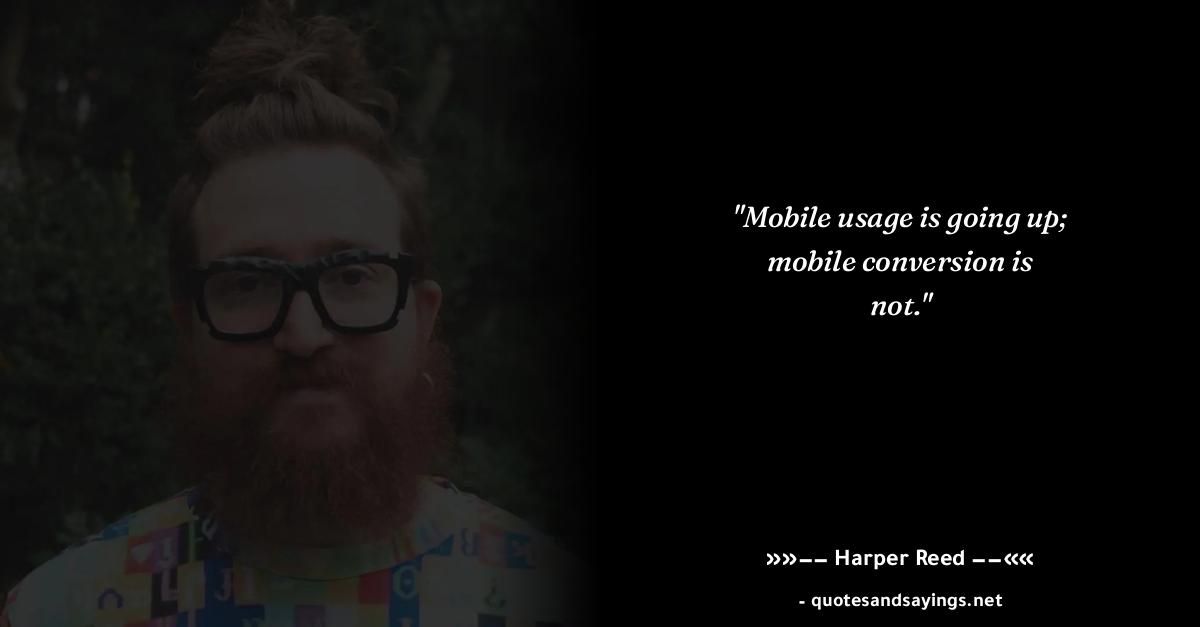 "Mobile usage is going up;
mobile conversion is
not."
»»−− Harper Reed −−««
- quotesandsayings.net